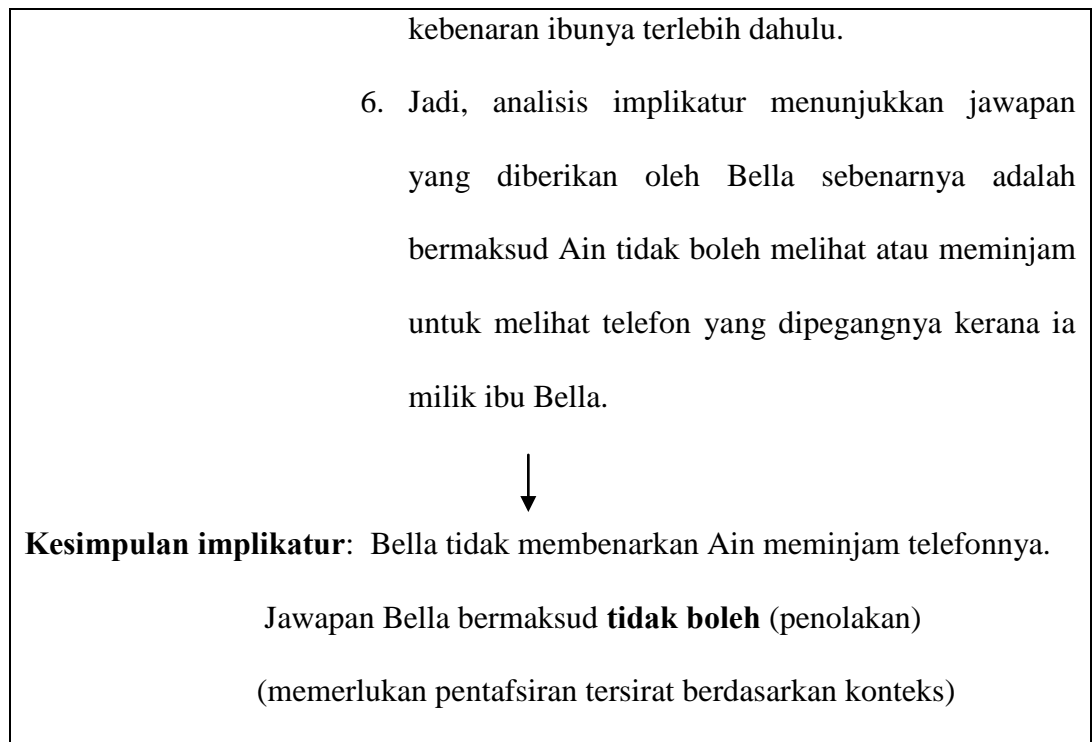 kebenaran ibunya terlebih dahulu.
6. Jadi, analisis implikatur menunjukkan jawapan
yang diberikan oleh Bella sebenarnya adalah
bermaksud Ain tidak boleh melihat atau meminjam
untuk melihat telefon yang dipegangnya kerana ia
milik ibu Bella.
Kesimpulan implikatur: Bella tidak membenarkan Ain meminjam telefonnya.
Jawapan Bella bermaksud tidak boleh (penolakan)
(memerlukan pentafsiran tersirat berdasarkan konteks)